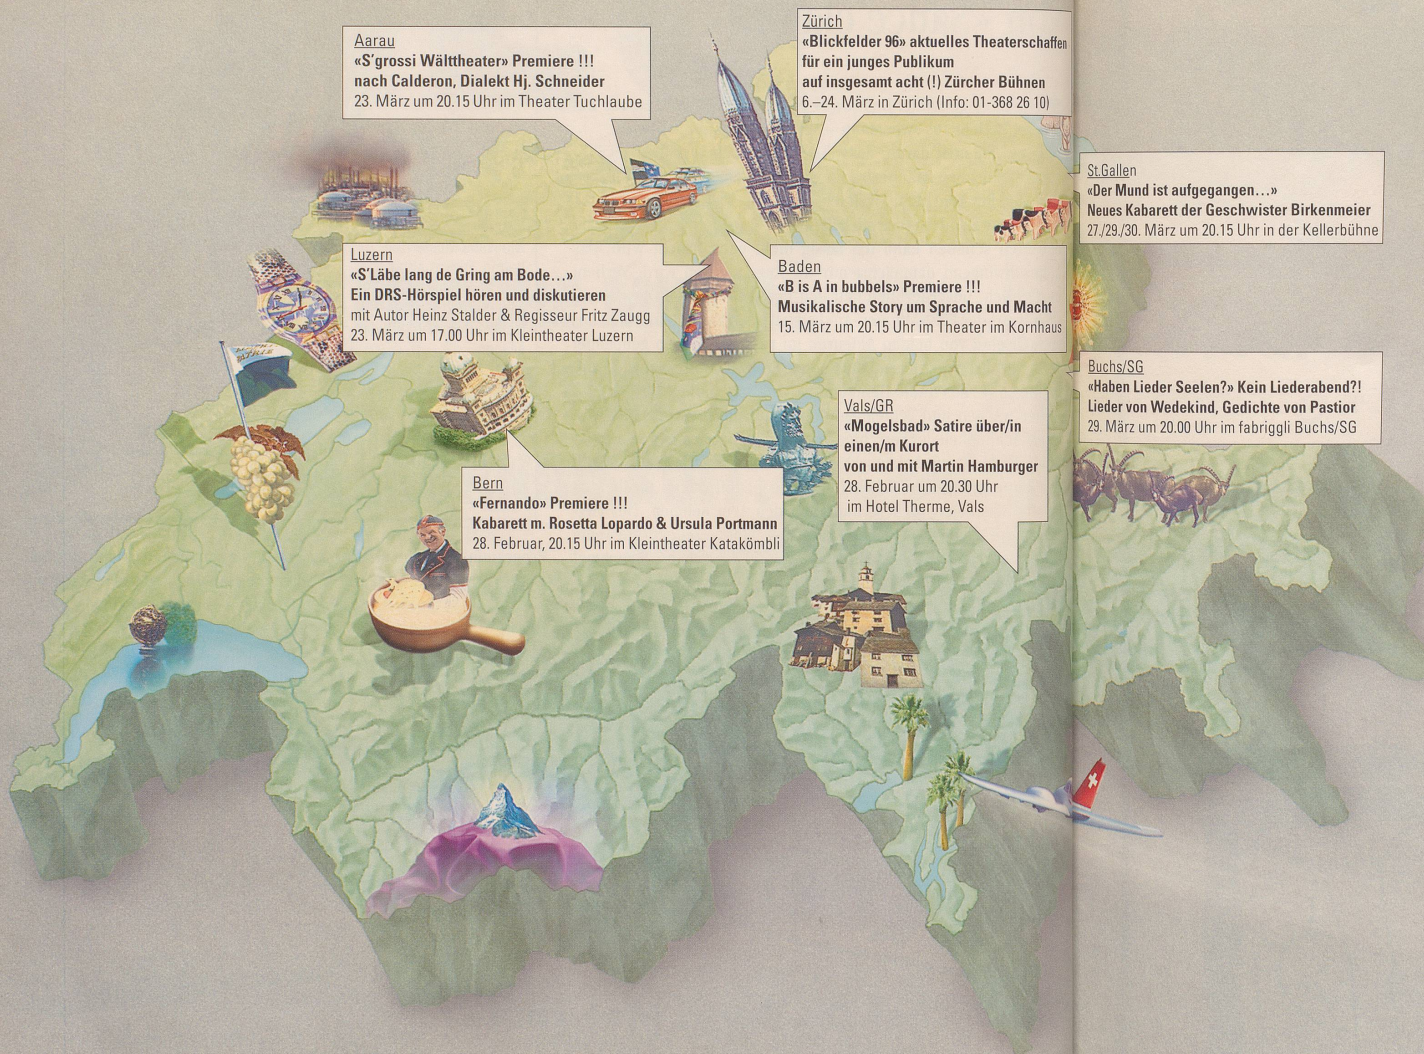 Aarau
«S'grossi Wälttheater» Premiere !!!
nach Calderon, Dialekt Hj. Schneider
23. März um 20.15 Uhr im Theater Tuchlaube
Zürich
«Blickfelder 96» aktuelles Theaterschaffen
für ein junges Publikum
auf insgesamt acht (!) Zürcher Bühnen
6.–24. März in Zürich (Info: 01-368 26 10)
St.Gallen
«Der Mund ist aufgegangen...»
Neues Kabarett der Geschwister Birkenmeier
27./29./30. März um 20.15 Uhr in der Kellerbühne
Luzern
«S'Läbe lang de Gring am Bode...»
Ein DRS-Hörspiel hören und diskutieren
mit Autor Heinz Stalder & Regisseur Fritz Zaugg
23. März um 17.00 Uhr im Kleintheater Luzern
Baden
«B is A in bubbels» Premiere !!!
Musikalische Story um Sprache und Macht
15. März um 20.15 Uhr im Theater im Kornhaus
Buchs/SG
«Haben Lieder Seelen?» Kein Liederabend?!
Lieder von Wedekind, Gedichte von Pastior
29. März um 20.00 Uhr im fabriggli Buchs/SG
Vals/GR
«Mogelsbad» Satire über/in
einen/m Kurort
von und mit Martin Hamburger
28. Februar um 20.30 Uhr
im Hotel Therme, Vals
Bern
«Fernando» Premiere !!!
Kabarett m. Rosetta Lopardo & Ursula Portmann
28. Februar, 20.15 Uhr im Kleintheater Katakömbli